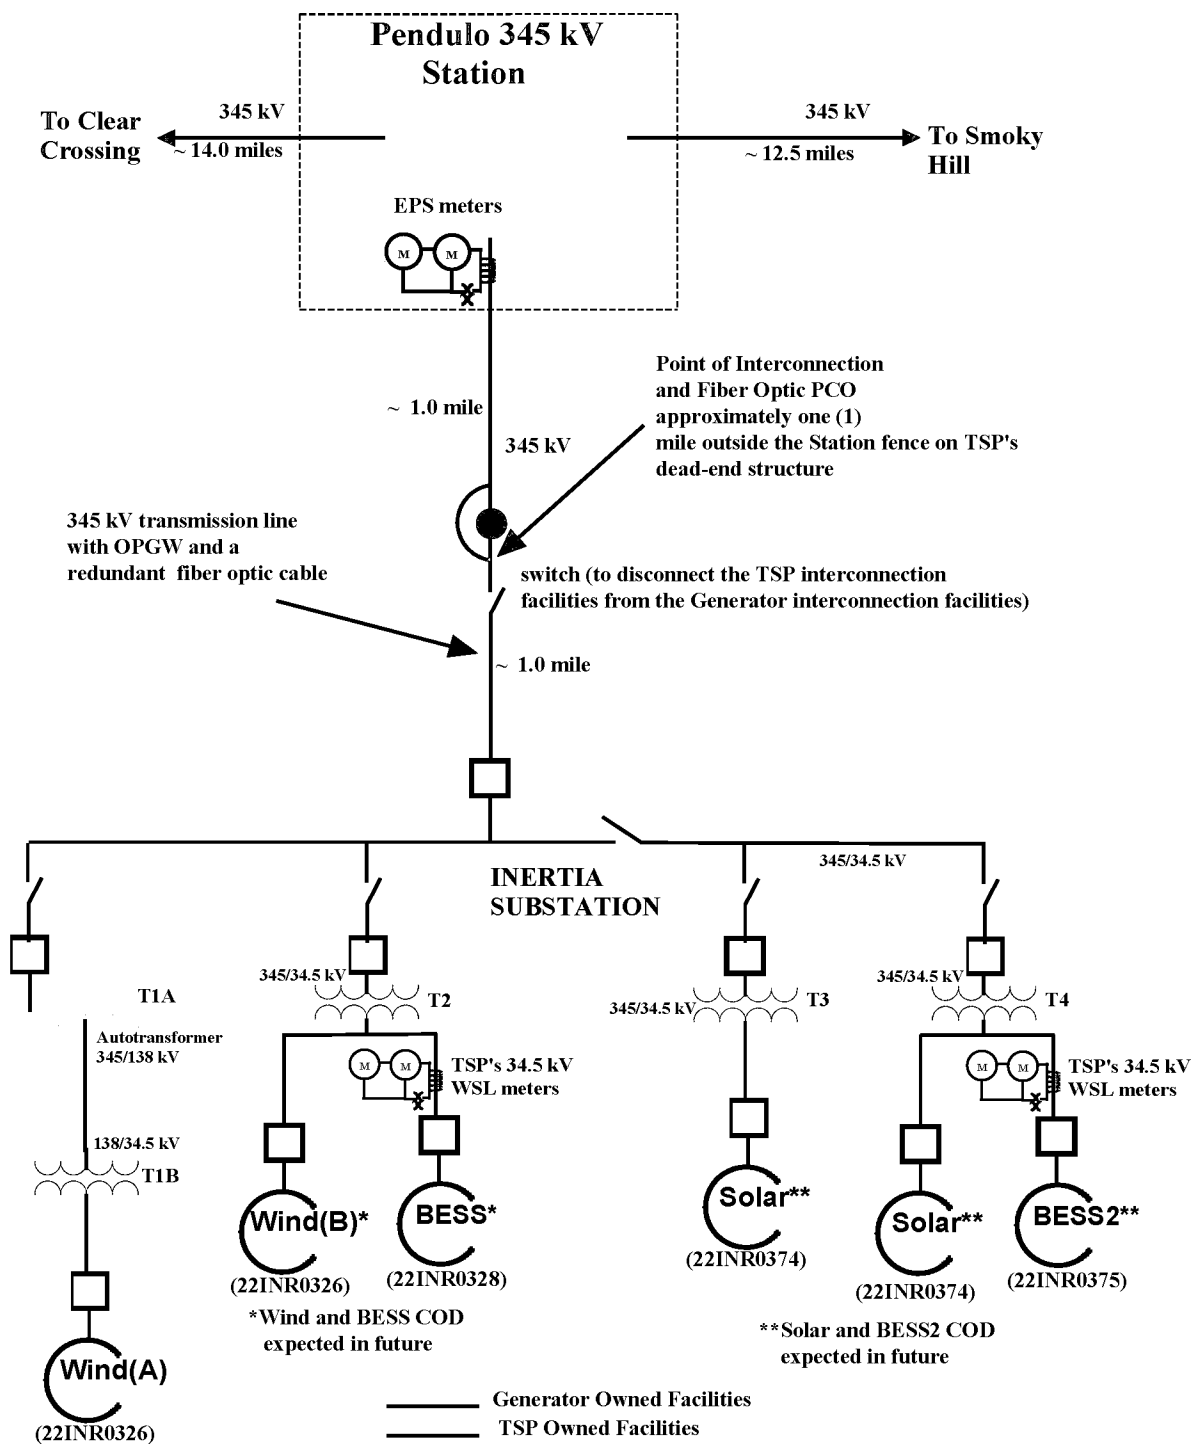 Pendulo 345 kV
Station
345 kV
345 kV
To Clear
Crossing
~ 14.0 miles
~ 12.5 miles
To Smoky
Hill
EPS meters
M
M
Point of Interconnection
and Fiber Optic PCO
approximately one (1)
mile outside the Station fence on TSP's
dead-end structure
~ 1.0 mile
345 kV
345 kV transmission line
with OPGW and a
redundant fiber optic cable
switch (to disconnect the TSP interconnection
facilities from the Generator interconnection facilities)
~ 1.0 mile
345/34.5 kV
INERTIA
SUBSTATION
T1A
345/34.5 kV
T2
345/34.5 kV
T3
345/34.5 kV
T4
Autotransformer
345/138 kV
M
M
TSP's 34.5 kV
WSL meters
M
M
TSP's 34.5 kV
WSL meters
138/34.5 kV
T1B
Wind(B)*
BESS*
Solar**
Solar**
BESS2**
(22INR0326)
(22INR0328)
(22INR0374)
(22INR0374)
(22INR0375)
*Wind and BESS COD
expected in future
**Solar and BESS2 COD
expected in future
Wind(A)
(22INR0326)
Generator Owned Facilities
TSP Owned Facilities